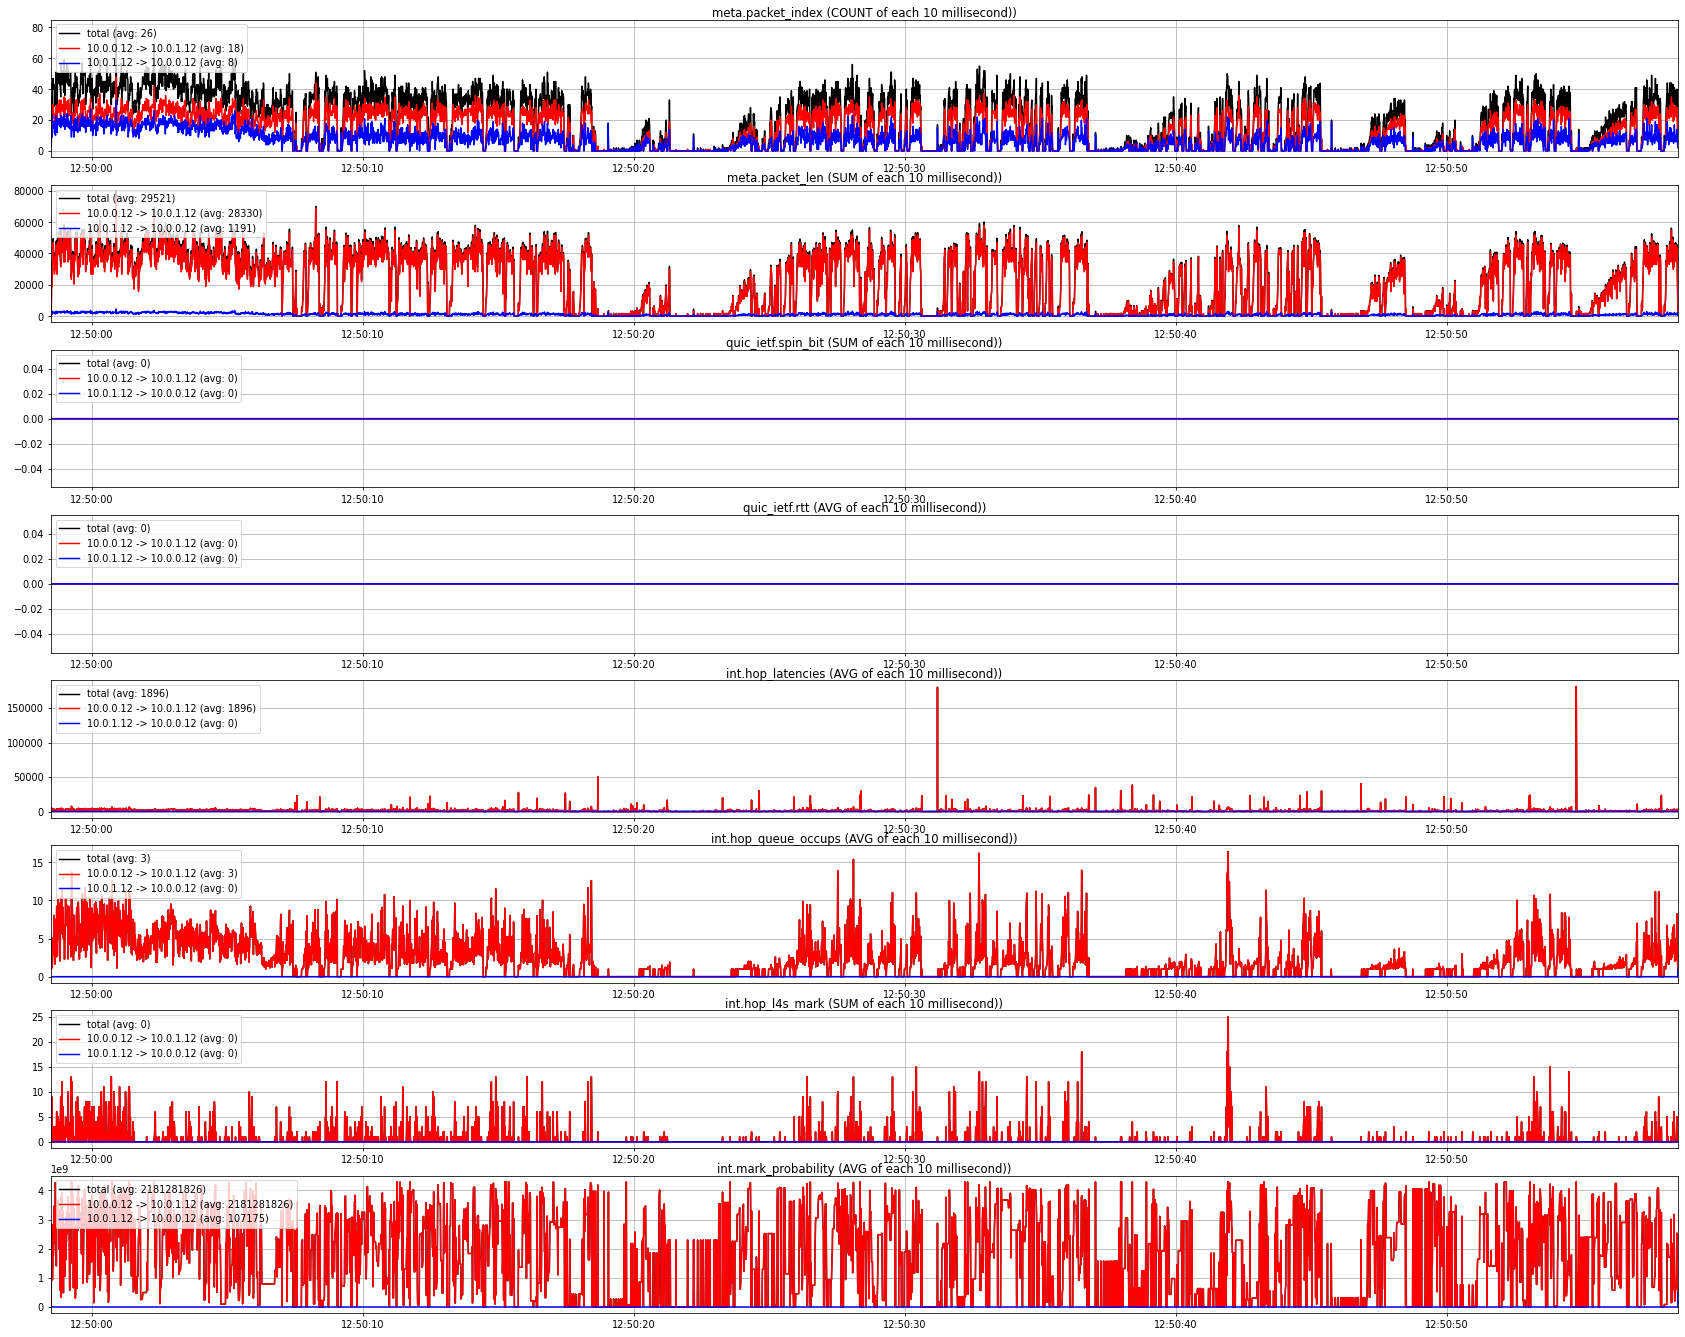 meta.packet_index (COUNT of each 10 millisecond))
total (avg: 26)
10.0.0.12 -> 10.0.1.12 (avg: 18)
10.0.1.12 -> 10.0.0.12 (avg: 8)
80
60
40
20
0
12:50:00 12:50:10 12:50:20 12:50:30 12:50:40 12:50:50
meta.packet_len (SUM of each 10 millisecond))
total (avg: 29521)
10.0.0.12 -> 10.0.1.12 (avg: 28330)
10.0.1.12 -> 10.0.0.12 (avg: 1191)
80000
60000
40000
20000
0
12:50:00 12:50:10 12:50:20 12:50:30 12:50:40 12:50:50
quic_ietf.spin_bit (SUM of each 10 millisecond))
total (avg: 0)
10.0.0.12 -> 10.0.1.12 (avg: 0)
10.0.1.12 -> 10.0.0.12 (avg: 0)
0.04
0.02
0.00
−0.02
−0.04
12:50:00 12:50:10 12:50:20 12:50:30 12:50:40 12:50:50
quic_ietf.rtt (AVG of each 10 millisecond))
total (avg: 0)
10.0.0.12 -> 10.0.1.12 (avg: 0)
10.0.1.12 -> 10.0.0.12 (avg: 0)
0.04
0.02
0.00
−0.02
−0.04
12:50:00 12:50:10 12:50:20 12:50:30 12:50:40 12:50:50
int.hop_latencies (AVG of each 10 millisecond))
total (avg: 1896)
10.0.0.12 -> 10.0.1.12 (avg: 1896)
10.0.1.12 -> 10.0.0.12 (avg: 0)
150000
100000
50000
0
12:50:00 12:50:10 12:50:20 12:50:30 12:50:40 12:50:50
int.hop_queue_occups (AVG of each 10 millisecond))
total (avg: 3)
10.0.0.12 -> 10.0.1.12 (avg: 3)
10.0.1.12 -> 10.0.0.12 (avg: 0)
15
10
5
0
12:50:00 12:50:10 12:50:20 12:50:30 12:50:40 12:50:50
int.hop_l4s_mark (SUM of each 10 millisecond))
total (avg: 0)
10.0.0.12 -> 10.0.1.12 (avg: 0)
10.0.1.12 -> 10.0.0.12 (avg: 0)
25
20
15
10
5
0
12:50:00 12:50:10 12:50:20 12:50:30 12:50:40 12:50:50
1e9
int.mark_probability (AVG of each 10 millisecond))
total (avg: 2181281826)
10.0.0.12 -> 10.0.1.12 (avg: 2181281826)
10.0.1.12 -> 10.0.0.12 (avg: 107175)
4
3
2
1
0
12:50:00 12:50:10 12:50:20 12:50:30 12:50:40 12:50:50